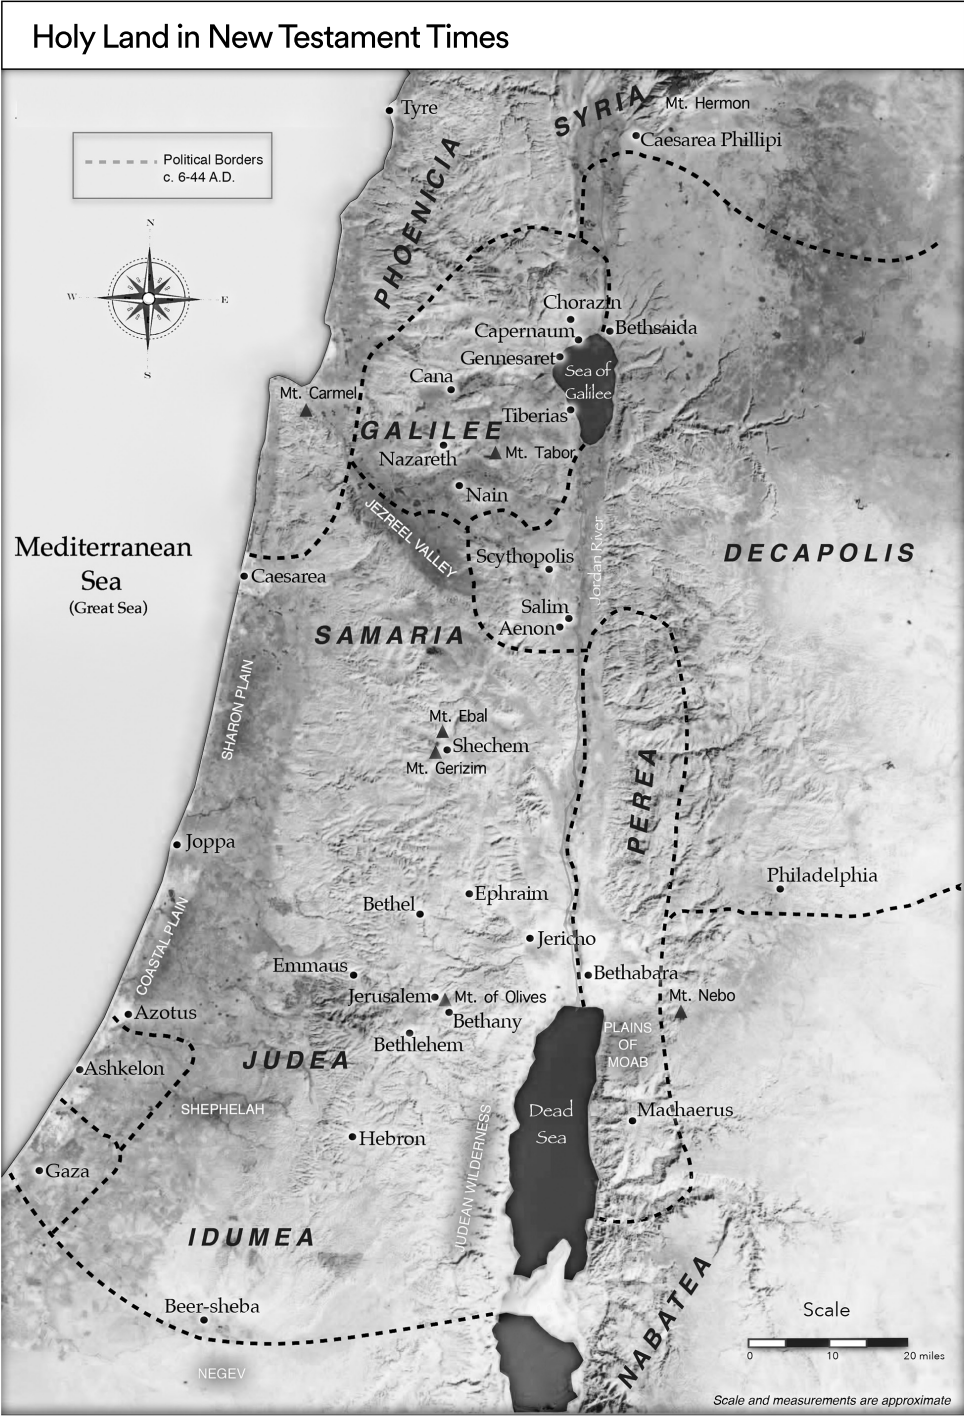 Holy Land in New Testament Times
Tyre
SYRIA
Mt. Hermon
Caesarea Phillipi
Political Borders
c. 6-44 A.D.
PHOENICIA
N
W
E
S
Chorazin
Capernaum
Bethsaida
Gennesaret
Sea of
Galilee
Cana
Mt. Carmel
Tiberias
GALILEE
Nazareth
Mt. Tabor
Nain
JEZREEL VALLEY
Mediterranean
Sea
(Great Sea)
Scythopolis
Jordan River
DECAPOLIS
Caesarea
Salim
Aenon
SAMARIA
SHARON PLAIN
Mt. Ebal
Shechem
Mt. Gerizim
PEREA
Joppa
Philadelphia
Ephraim
Bethel
COASTAL PLAIN
Jericho
Emmaus
Bethabara
Jerusalem
Mt. of Olives
Mt. Nebo
Azotus
Bethany
PLAINS
OF
MOAB
Bethlehem
JUDEA
Ashkelon
SHEPHELAH
Dead
Sea
Machaerus
Hebron
JUDEAN WILDERNESS
Gaza
IDUMEA
NABATEA
Beer-sheba
Scale
0 10 20 miles
NEGEV
Scale and measurements are approximate